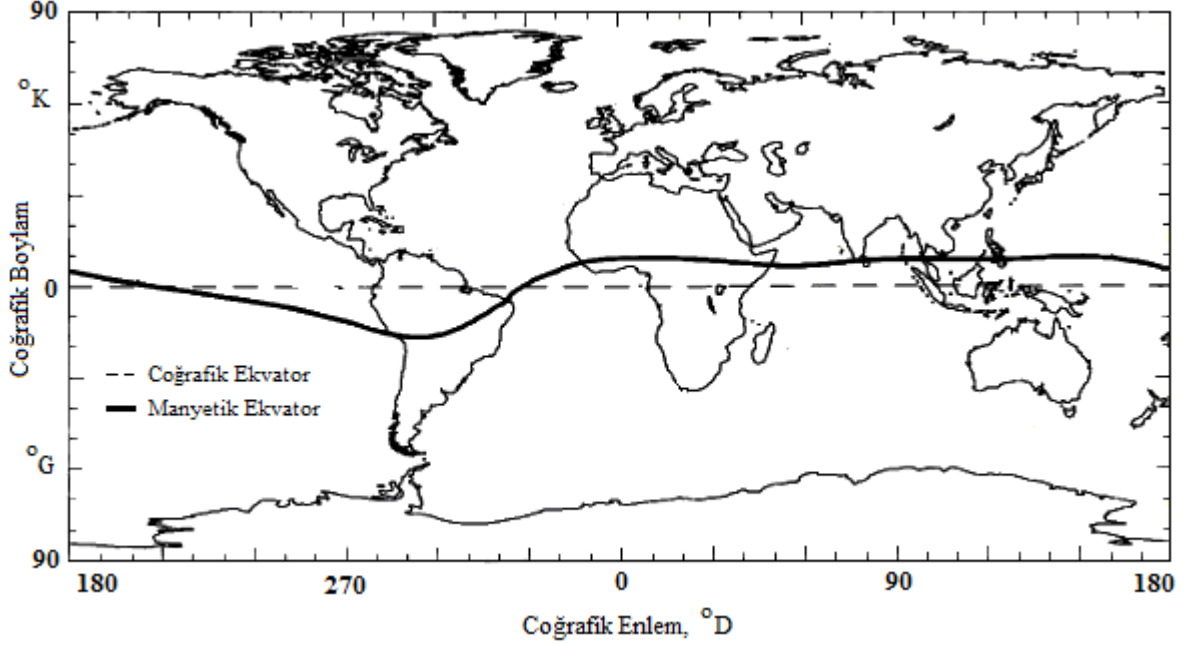 90
°K
Coğrafik Boylam
0
Coğrafik Ekvator
Manyetik Ekvator
°G
90
180
270
0
90
180
Coğrafik Enlem, °D